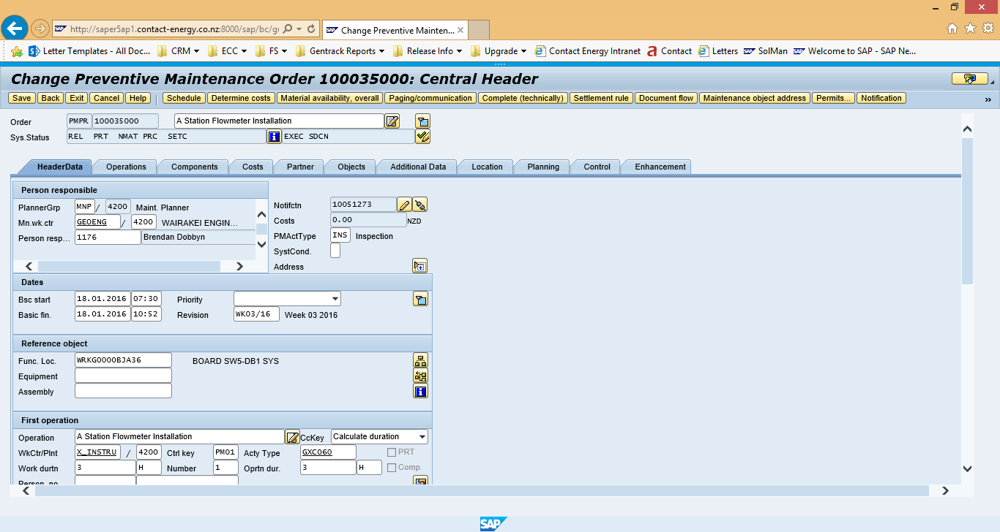 http://saper5ap1.contact-energy.co.nz:8000/sap/bc/gu
SAP Change Preventive Mainten...
Letter Templates - All Doc... CRM ECC FS Gentrack Reports Release Info Upgrade Contact Energy Intranet Contact Letters SolMan Welcome to SAP - SAP Ne...
Change Preventive Maintenance Order 100035000: Central Header
Save Back Exit Cancel Help Schedule Determine costs Material availability, overall Paging/communication Complete (technically) Settlement rule Document flow Maintenance object address Permits... Notification »
Order PMPR 100035000 A Station Flowmeter Installation
Sys.Status REL PRT NMAT PRC SETC EXEC SDCN
HeaderData Operations Components Costs Partner Objects Additional Data Location Planning Control Enhancement
Person responsible
PlannerGrp MNP / 4200 Maint. Planner
Mn.wk.ctr GEOENG / 4200 WAIRAKEI ENGIN...
Person resp... 1176 Brendan Dobbyn
Notifctn 10051273
Costs 0.00 NZD
PMActType INS Inspection
SystCond.
Address
Dates
Bsc start 18.01.2016 07:30 Priority
Basic fin. 18.01.2016 10:52 Revision WK03/16 Week 03 2016
Reference object
Func. Loc. WRKG0000BJA36 BOARD SW5-DB1 SYS
Equipment
Assembly
First operation
Operation A Station Flowmeter Installation CcKey Calculate duration
WkCtr/Plnt X_INSTRU / 4200 Ctrl key PM01 Acty Type GXC060 PRT
Work durtn 3 H Number 1 Oprtn dur. 3 H Comp.
Person. no
SAP